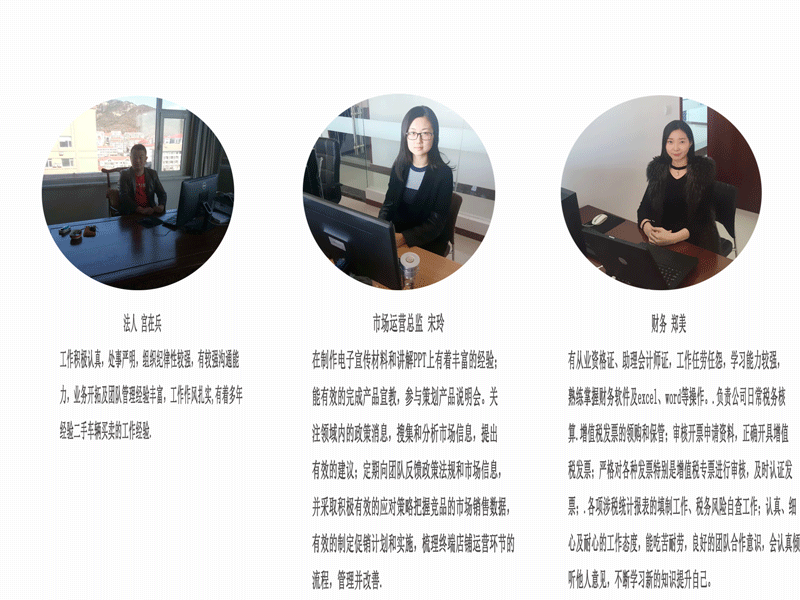 法人 宫在兵
工作积极认真，处事严明，组织纪律性较强，有较强沟通能
力，业务开拓及团队管理经验丰富，工作作风扎实,有着多年
经验二手车辆买卖的工作经验.
市场运营总监 宋玲
在制作电子宣传材料和讲解PPT上有着丰富的经验;
能有效的完成产品宣教，参与策划产品说明会。关
注领域内的政策消息，搜集和分析市场信息，提出
有效的建议；定期向团队反馈政策法规和市场信息，
并采取积极有效的应对策略把握竞品的市场销售数据，
有效的制定促销计划和实施，梳理终端店铺运营环节的
流程，管理并改善.
财务 郑美
有从业资格证、助理会计师证，工作任劳任怨，学习能力较强，
熟练掌握财务软件及excel、word等操作。.负责公司日常税务核
算.增值税发票的领购和保管；审核开票申请资料，正确开具增值
税发票；严格对各种发票特别是增值税专票进行审核，及时认证发
票；.各项涉税统计报表的填制工作、税务风险自查工作；认真、细
心及耐心的工作态度，能吃苦耐劳，良好的团队合作意识，会认真倾
听他人意见，不断学习新的知识提升自己。